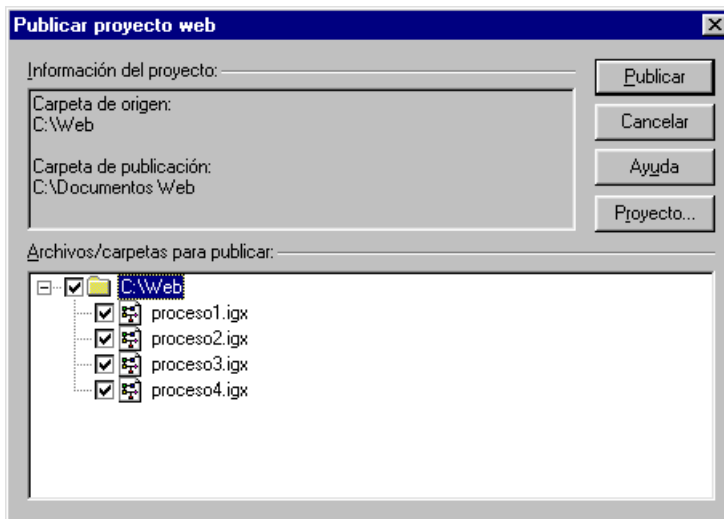 Publicar proyecto web
Información del proyecto:
Carpeta de origen:
C:\Web
Carpeta de publicación:
C:\Documentos Web
Publicar
Cancelar
Ayuda
Proyecto...
Archivos/carpetas para publicar:
C:\Web
proceso1.igx
proceso2.igx
proceso3.igx
proceso4.igx